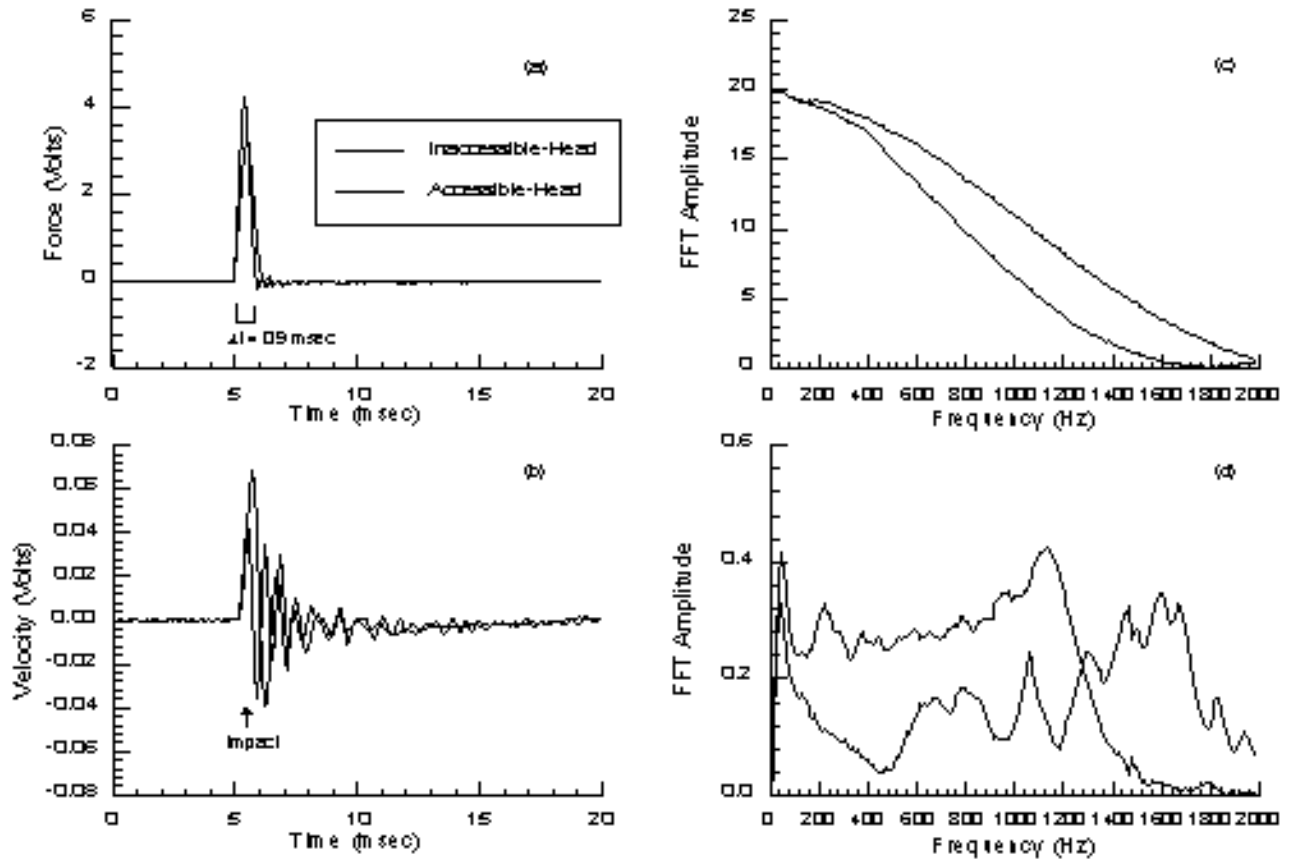 (a)
6
4
2
0
-2
Force (Volts)
Inaccessible-Head
Accessible-Head
Δt = 0.9 msec
0 5 10 15 20
Time (msec)
(c)
25
20
15
10
5
0
FFT Amplitude
0 200 400 600 800 1000 1200 1400 1600 1800 2000
Frequency (Hz)
(b)
0.08
0.06
0.04
0.02
0.00
-0.02
-0.04
-0.06
-0.08
Velocity (Volts)
Impact
0 5 10 15 20
Time (msec)
(d)
0.6
0.4
0.2
0.0
FFT Amplitude
0 200 400 600 800 1000 1200 1400 1600 1800 2000
Frequency (Hz)